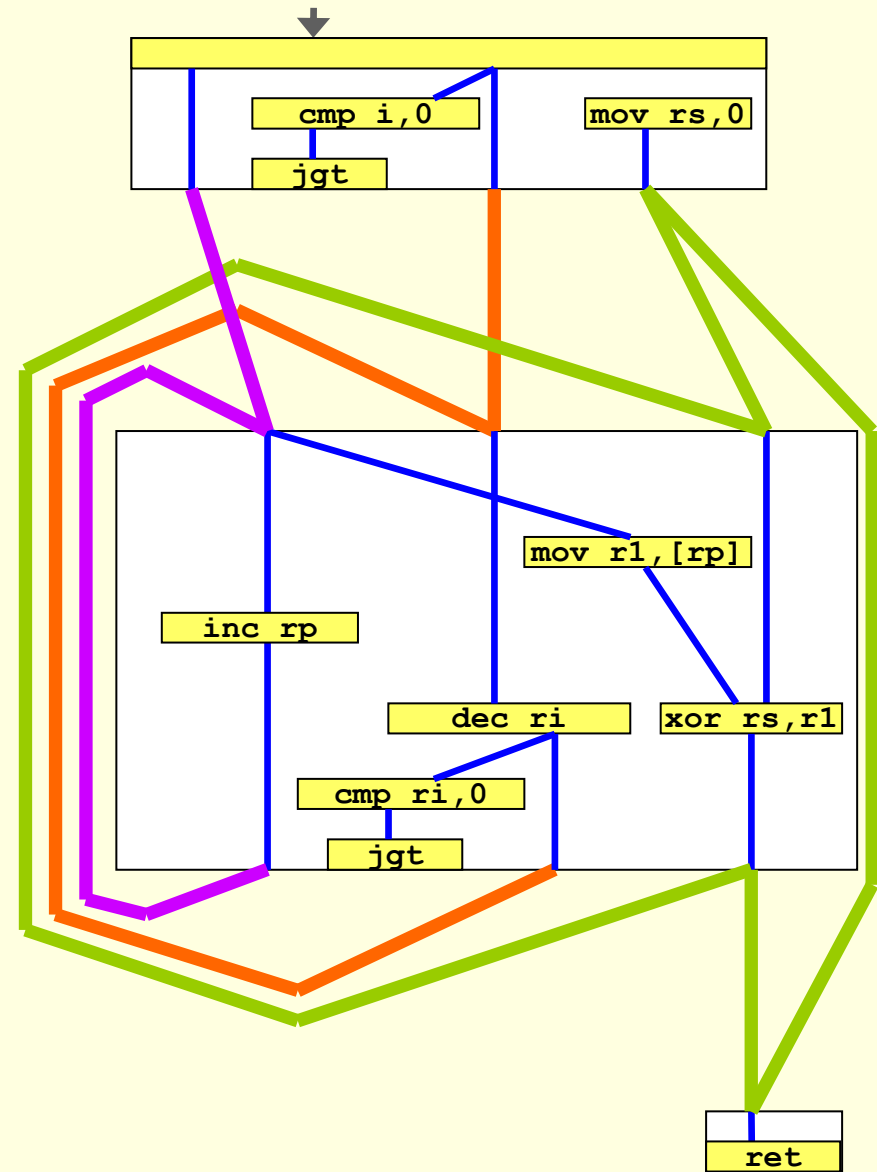 cmp i,0
mov rs,0
jgt
mov r1,[rp]
inc rp
dec ri
xor rs,r1
cmp ri,0
jgt
ret